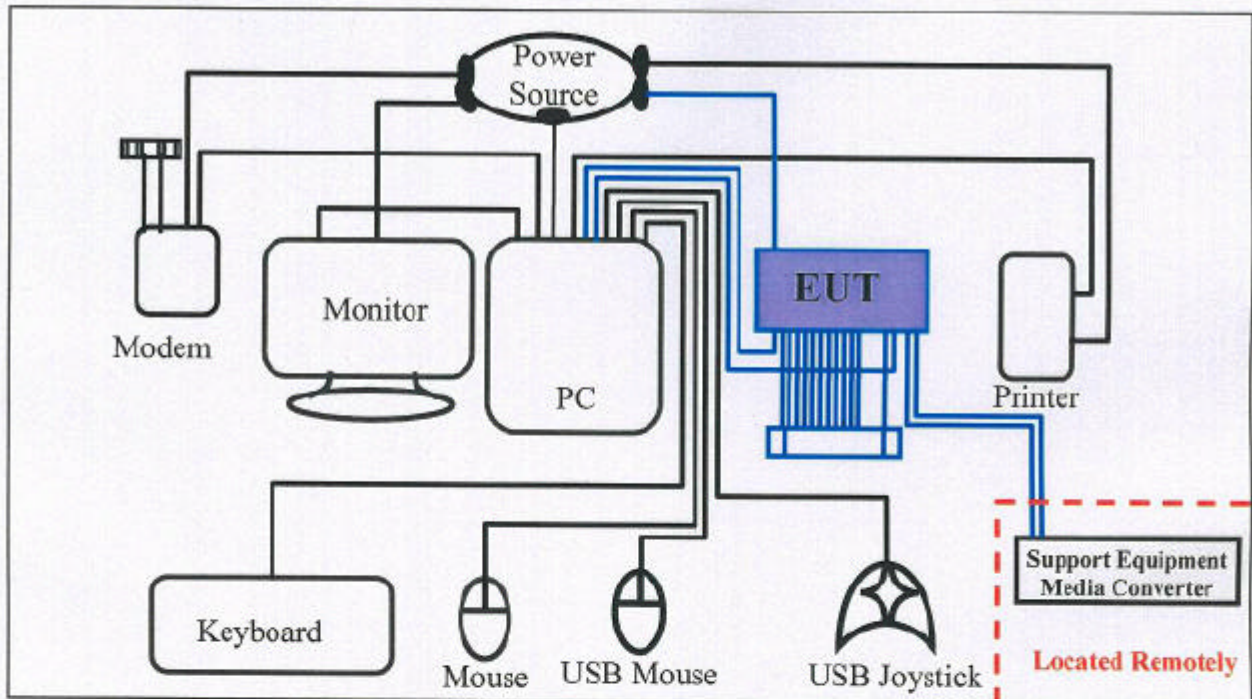 Power
Source
EUT
Monitor
Modem
PC
Printer
Support Equipment
Media Converter
Keyboard
Mouse
USB Mouse
USB Joystick
Located Remotely